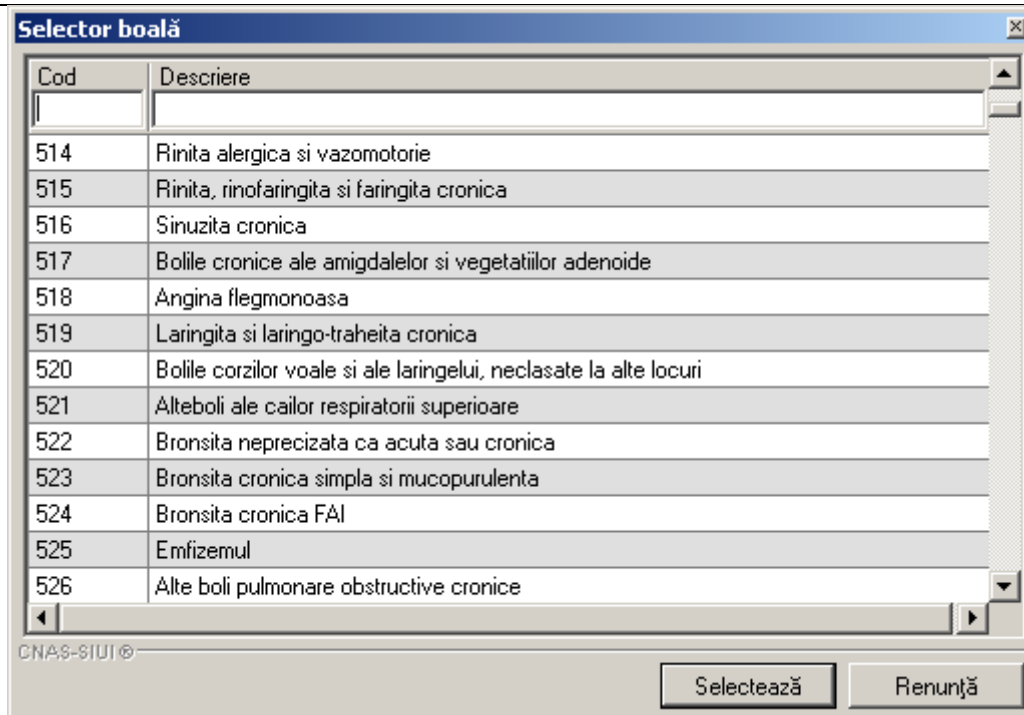 Selector boală
Cod Descriere
514 Rinita alergica si vazomotorie
515 Rinita, rinofaringita si faringita cronica
516 Sinuzita cronica
517 Bolile cronice ale amigdalelor si vegetatiilor adenoide
518 Angina flegmonoasa
519 Laringita si laringo-traheita cronica
520 Bolile corzilor voale si ale laringelui, neclasate la alte locuri
521 Alteboli ale cailor respiratorii superioare
522 Bronsita neprecizata ca acuta sau cronica
523 Bronsita cronica simpla si mucopurulenta
524 Bronsita cronica FAI
525 Emfizemul
526 Alte boli pulmonare obstructive cronice
CNAS-SIUI ®
Selectează Renunţă